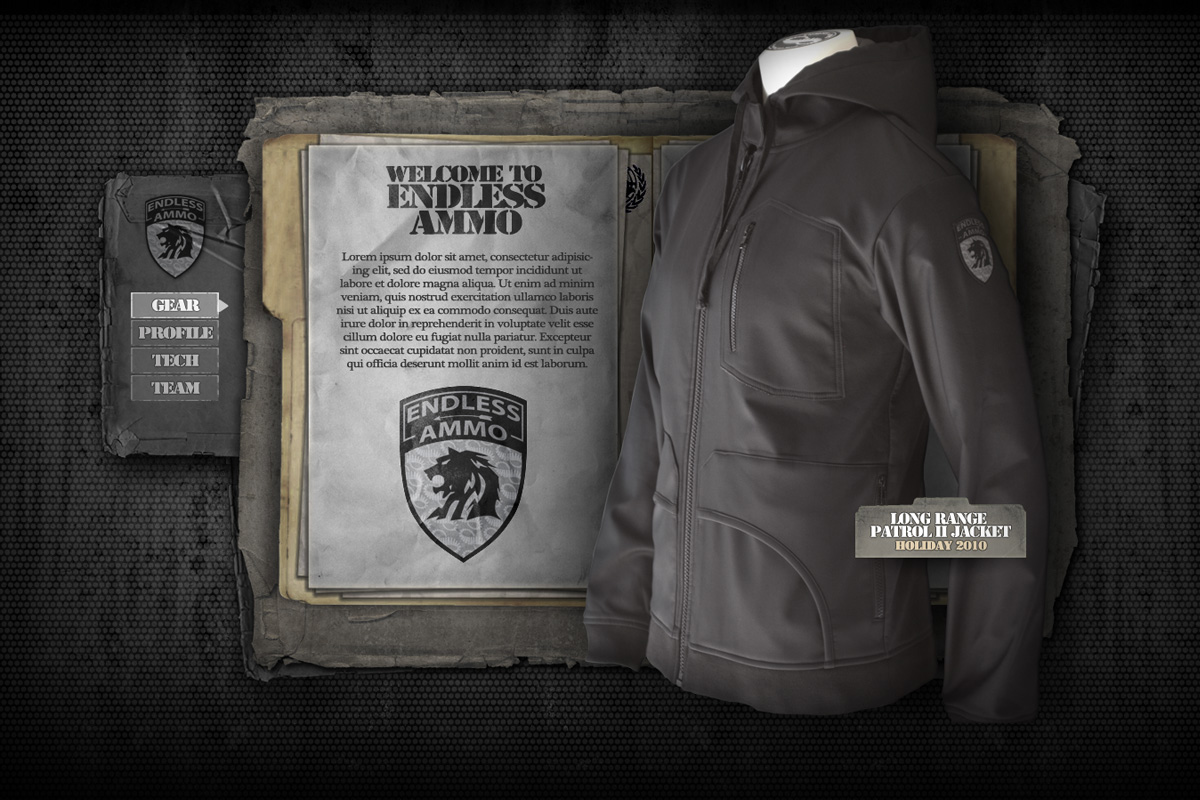 ENDLESS
AMMO
GEAR
PROFILE
TECH
TEAM
WELCOME TO
ENDLESS
AMMO
Lorem ipsum dolor sit amet, consectetur adipisic-
ing elit, sed do eiusmod tempor incididunt ut
labore et dolore magna aliqua. Ut enim ad minim
veniam, quis nostrud exercitation ullamco laboris
nisi ut aliquip ex ea commodo consequat. Duis aute
irure dolor in reprehenderit in voluptate velit esse
cillum dolore eu fugiat nulla pariatur. Excepteur
sint occaecat cupidatat non proident, sunt in culpa
qui officia deserunt mollit anim id est laborum.
ENDLESS
AMMO
ENDLESS
AMMO
LONG RANGE
PATROL II JACKET
HOLIDAY 2010